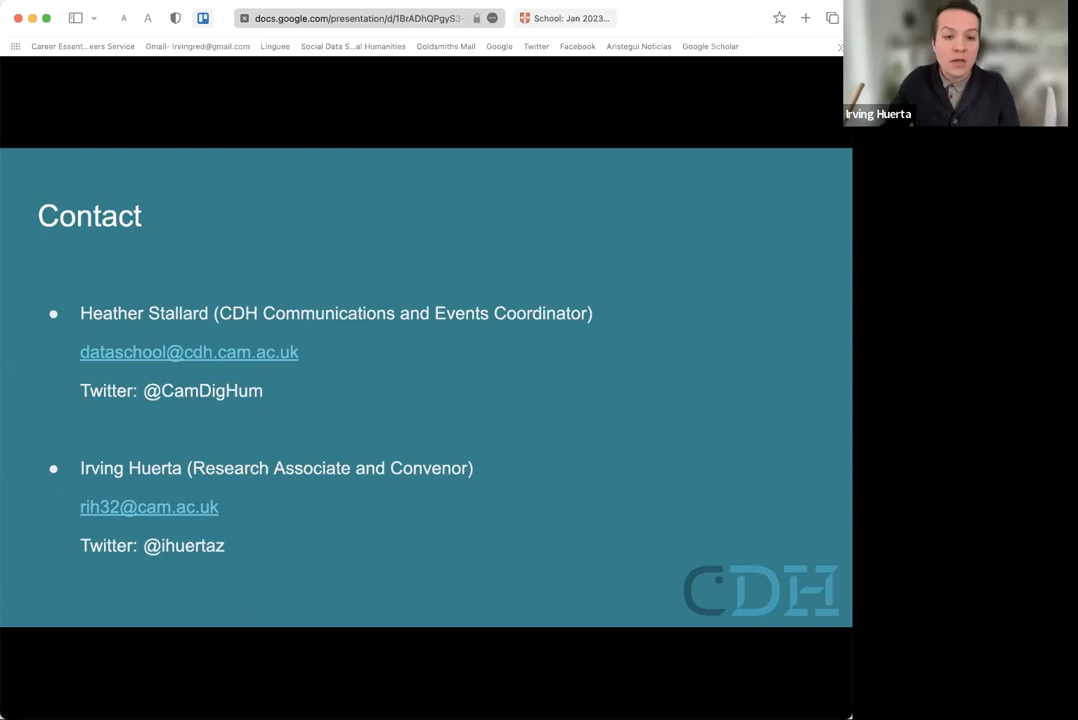 A A
docs.google.com/presentation/d/1BrADhQPgyS3
School: Jan 2023...
Career Essent...eers Service Gmail- irvingred@gmail.com Linguee Social Data S...al Humanities Goldsmiths Mail Google Twitter Facebook Aristegui Noticias Google Scholar
Irving Huerta
Contact
● Heather Stallard (CDH Communications and Events Coordinator)
dataschool@cdh.cam.ac.uk
Twitter: @CamDigHum
● Irving Huerta (Research Associate and Convenor)
rih32@cam.ac.uk
Twitter: @ihuertaz
CDH